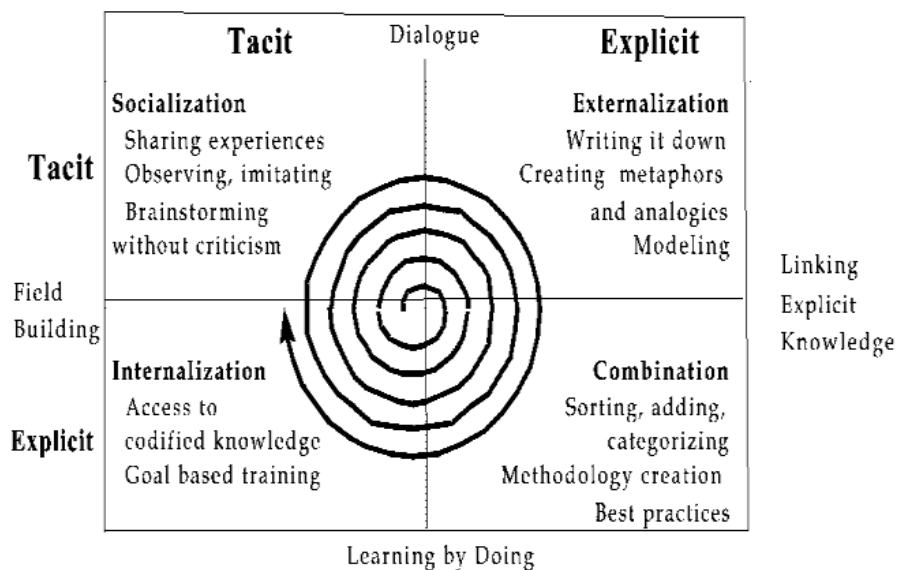 Tacit
Dialogue
Explicit
Tacit
Socialization
Sharing experiences
Observing, imitating
Brainstorming
without criticism
Externalization
Writing it down
Creating metaphors
and analogies
Modeling
Field
Building
Linking
Explicit
Knowledge
Explicit
Internalization
Access to
codified knowledge
Goal based training
Combination
Sorting, adding,
categorizing
Methodology creation
Best practices
Learning by Doing